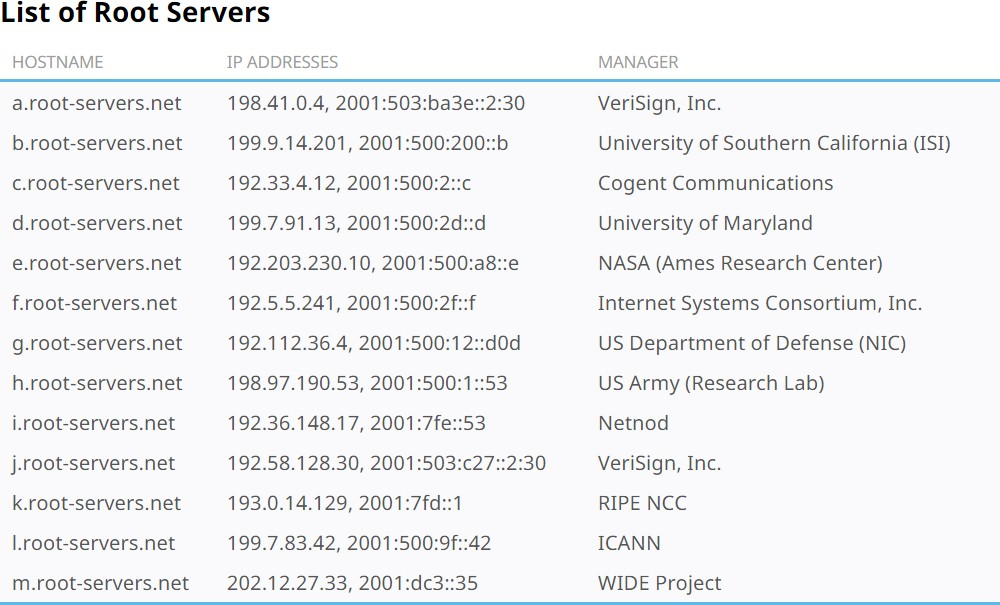 List of Root Servers
HOSTNAME IP ADDRESSES MANAGER
a.root-servers.net 198.41.0.4, 2001:503:ba3e::2:30 VeriSign, Inc.
b.root-servers.net 199.9.14.201, 2001:500:200::b University of Southern California (ISI)
c.root-servers.net 192.33.4.12, 2001:500:2::c Cogent Communications
d.root-servers.net 199.7.91.13, 2001:500:2d::d University of Maryland
e.root-servers.net 192.203.230.10, 2001:500:a8::e NASA (Ames Research Center)
f.root-servers.net 192.5.5.241, 2001:500:2f::f Internet Systems Consortium, Inc.
g.root-servers.net 192.112.36.4, 2001:500:12::d0d US Department of Defense (NIC)
h.root-servers.net 198.97.190.53, 2001:500:1::53 US Army (Research Lab)
i.root-servers.net 192.36.148.17, 2001:7fe::53 Netnod
j.root-servers.net 192.58.128.30, 2001:503:c27::2:30 VeriSign, Inc.
k.root-servers.net 193.0.14.129, 2001:7fd::1 RIPE NCC
l.root-servers.net 199.7.83.42, 2001:500:9f::42 ICANN
m.root-servers.net 202.12.27.33, 2001:dc3::35 WIDE Project